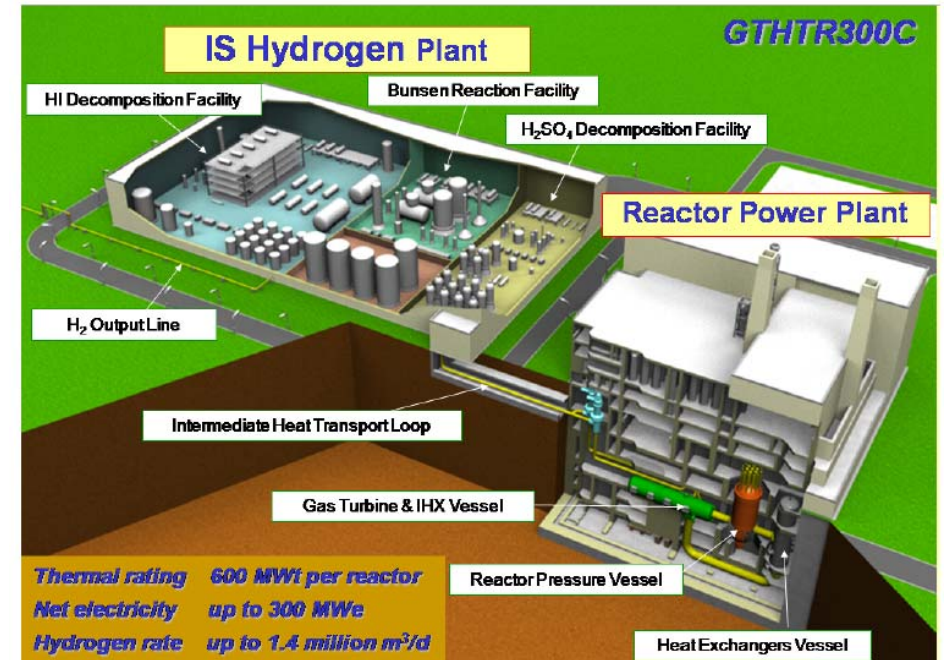 GTHTR300C
IS Hydrogen Plant
HI Decomposition Facility
Bunsen Reaction Facility
H₂SO₄ Decomposition Facility
Reactor Power Plant
H₂ Output Line
Intermediate Heat Transport Loop
Gas Turbine & IHX Vessel
Reactor Pressure Vessel
Heat Exchangers Vessel
Thermal rating 600 MWt per reactor
Net electricity up to 300 MWe
Hydrogen rate up to 1.4 million m³/d